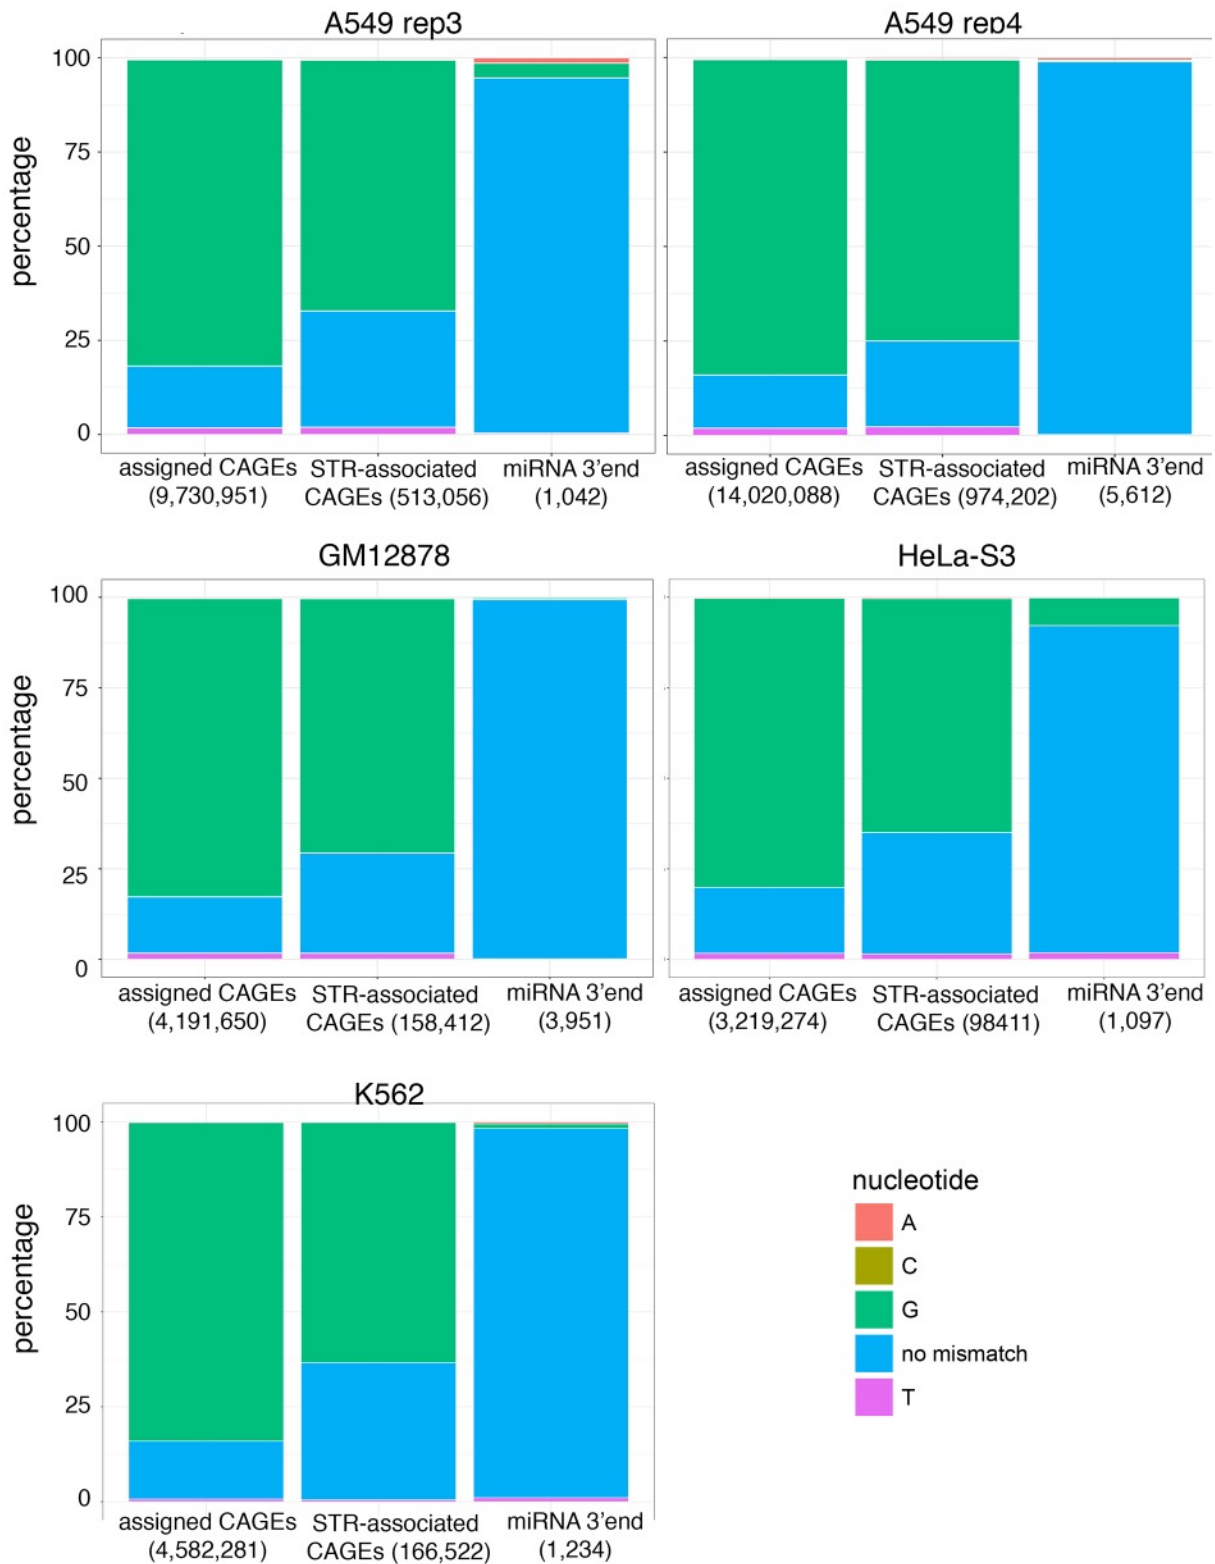 A549 rep3
A549 rep4
percentage
100
75
50
25
0
assigned CAGEs
(9,730,951)
STR-associated
CAGEs (513,056)
miRNA 3'end
(1,042)
assigned CAGEs
(14,020,088)
STR-associated
CAGEs (974,202)
miRNA 3'end
(5,612)
GM12878
HeLa-S3
percentage
100
75
50
25
0
assigned CAGEs
(4,191,650)
STR-associated
CAGEs (158,412)
miRNA 3'end
(3,951)
assigned CAGEs
(3,219,274)
STR-associated
CAGEs (98411)
miRNA 3'end
(1,097)
K562
percentage
100
75
50
25
0
assigned CAGEs
(4,582,281)
STR-associated
CAGEs (166,522)
miRNA 3'end
(1,234)
nucleotide
A
C
G
no mismatch
T